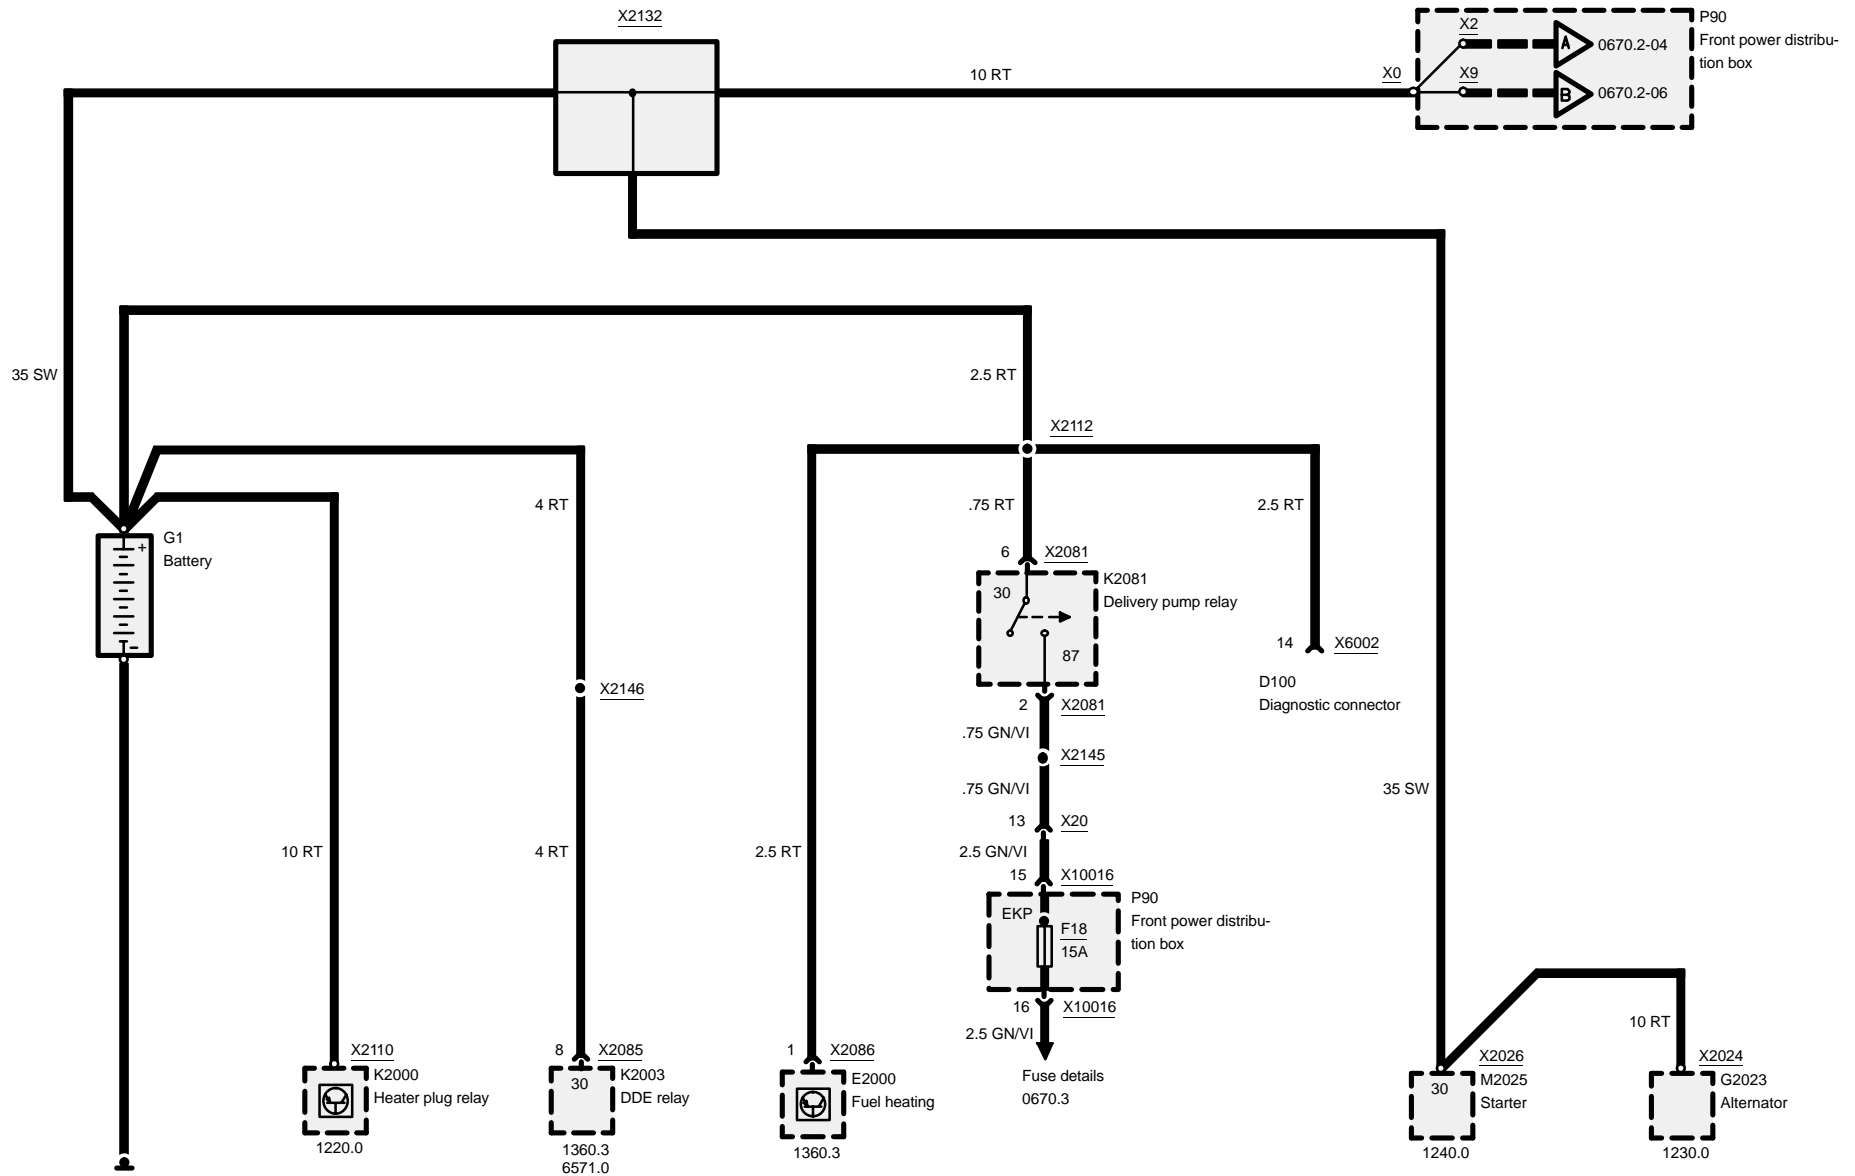 X2132
P90
Front power distribu-
tion box
X2
A
0670.2-04
X0
X9
B
0670.2-06
10 RT
35 SW
2.5 RT
X2112
4 RT
.75 RT
2.5 RT
G1
Battery
+
-
6
X2081
K2081
Delivery pump relay
30
87
14
X6002
D100
Diagnostic connector
X2146
2
X2081
.75 GN/VI
X2145
.75 GN/VI
35 SW
13
X20
10 RT
4 RT
2.5 RT
2.5 GN/VI
15
X10016
P90
Front power distribu-
tion box
EKP
F18
15A
16
X10016
2.5 GN/VI
10 RT
X2110
K2000
Heater plug relay
1220.0
8
X2085
30
K2003
DDE relay
1360.3
6571.0
1
X2086
E2000
Fuel heating
1360.3
Fuse details
0670.3
X2026
30
M2025
Starter
1240.0
X2024
G2023
Alternator
1230.0